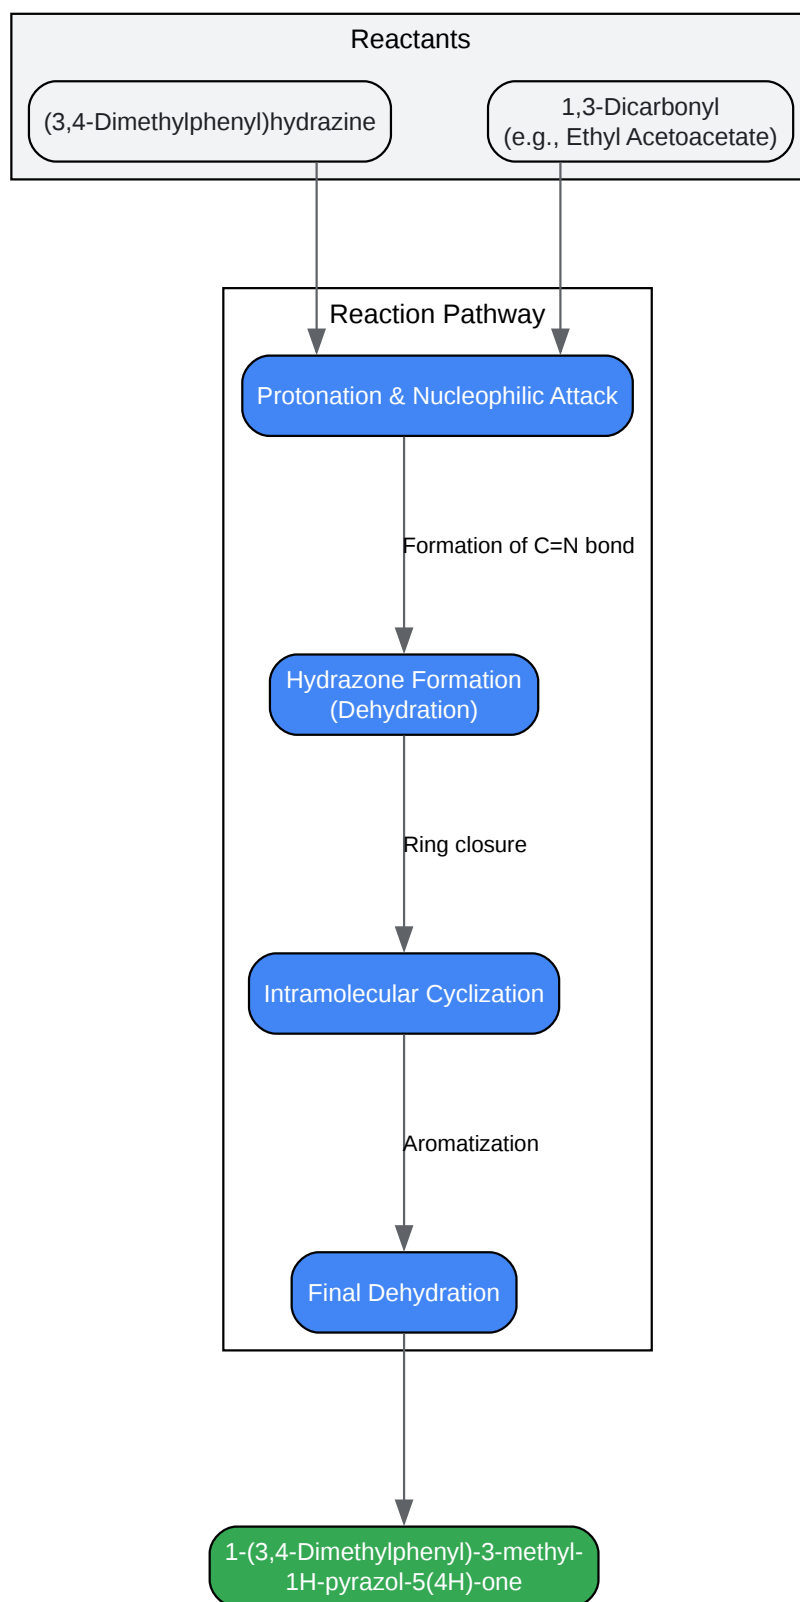 Reactants
(3,4-Dimethylphenyl)hydrazine
1,3-Dicarbonyl
(e.g., Ethyl Acetoacetate)
Reaction Pathway
Protonation & Nucleophilic Attack
Formation of C=N bond
Hydrazone Formation
(Dehydration)
Ring closure
Intramolecular Cyclization
Aromatization
Final Dehydration
1-(3,4-Dimethylphenyl)-3-methyl-
1H-pyrazol-5(4H)-one